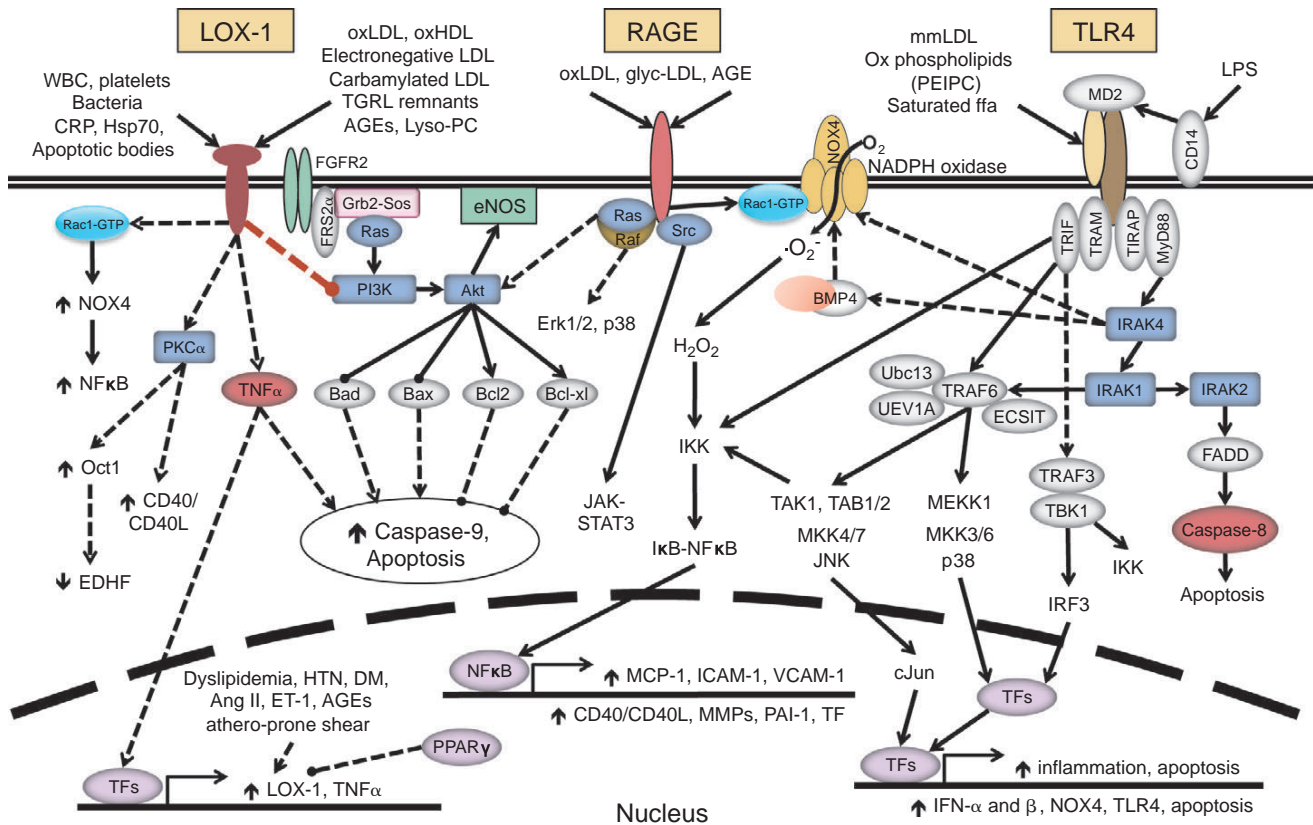 LOX-1
RAGE
TLR4
WBC, platelets
Bacteria
CRP, Hsp70,
Apoptotic bodies
oxLDL, oxHDL
Electronegative LDL
Carbamylated LDL
TGRL remnants
AGEs, Lyso-PC
oxLDL, glyc-LDL, AGE
mmLDL
Ox phospholipids
(PEIPC)
Saturated ffa
MD2
LPS
CD14
FGFR2
FRS2α
Grb2-Sos
Ras
eNOS
NOX4
O₂
NADPH oxidase
Rac1-GTP
PI3K
Akt
Ras
Raf
Src
Rac1-GTP
·O₂⁻
TRIF
TRAM
TIRAP
MyD88
NOX4
NFκB
PKCα
TNFα
Oct1
CD40/
CD40L
EDHF
Bad
Bax
Bcl2
Bcl-xl
Caspase-9,
Apoptosis
Erk1/2, p38
JAK-
STAT3
BMP4
H₂O₂
IKK
IκB-NFκB
IRAK4
IRAK1
IRAK2
Ubc13
UEV1A
TRAF6
ECSIT
TAK1, TAB1/2
MKK4/7
JNK
MEKK1
MKK3/6
p38
TRAF3
TBK1
IKK
IRF3
FADD
Caspase-8
Apoptosis
Dyslipidemia, HTN, DM,
Ang II, ET-1, AGEs
athero-prone shear
PPARγ
TFs
LOX-1, TNFα
NFκB
MCP-1, ICAM-1, VCAM-1
CD40/CD40L, MMPs, PAI-1, TF
cJun
TFs
TFs
inflammation, apoptosis
IFN-α and β, NOX4, TLR4, apoptosis
Nucleus